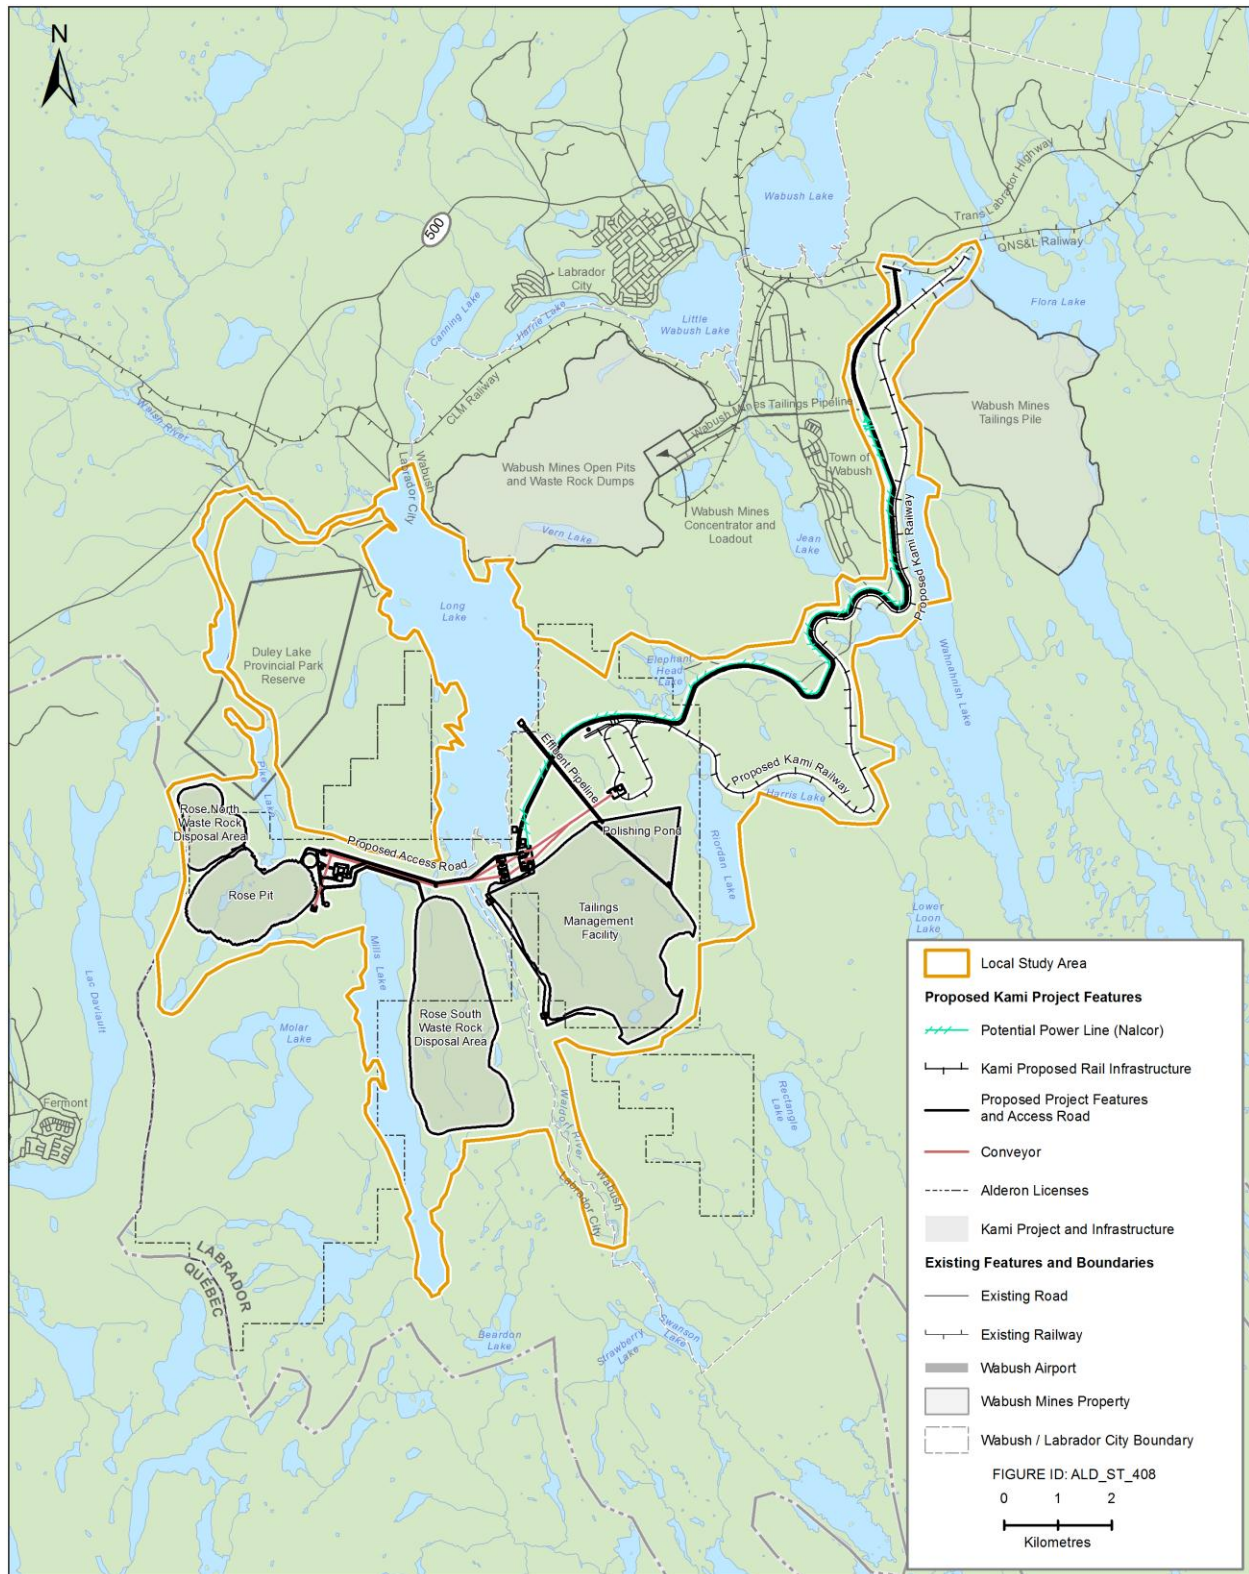 N
Wabush Lake
Trans Labrador Highway
QNS&L Railway
500
Labrador
City
Flora Lake
Canning Lake
Harrie Lake
Little
Wabush Lake
CLM Railway
Walsh River
Wabush Mines Tailings Pipeline
Wabush Mines
Tailings Pile
Wabush
Labrador City
Wabush Mines Open Pits
and Waste Rock Dumps
Town of
Wabush
Wabush Mines
Concentrator and
Loadout
Vern Lake
Jean
Lake
Proposed Kami Railway
Long
Lake
Duley Lake
Provincial Park
Reserve
Elephant
Head
Lake
Wahnahnish Lake
Effluent Pipeline
Proposed Kami Railway
Harris Lake
Pike Lake
Rose North
Waste Rock
Disposal Area
Polishing Pond
Proposed Access Road
Riordan Lake
Rose Pit
Tailings
Management
Facility
Lower
Loon
Lake
Mills Lake
Lac Daviault
Molar
Lake
Rose South
Waste Rock
Disposal Area
Fermont
Rectangle
Lake
Waldorf River
Wabush
Labrador City
LABRADOR
QUÉBEC
Beardon
Lake
Strawberry
Lake
Swanson
Lake
Local Study Area
Proposed Kami Project Features
Potential Power Line (Nalcor)
Kami Proposed Rail Infrastructure
Proposed Project Features
and Access Road
Conveyor
Alderon Licenses
Kami Project and Infrastructure
Existing Features and Boundaries
Existing Road
Existing Railway
Wabush Airport
Wabush Mines Property
Wabush / Labrador City Boundary
FIGURE ID: ALD_ST_408
0 1 2
Kilometres